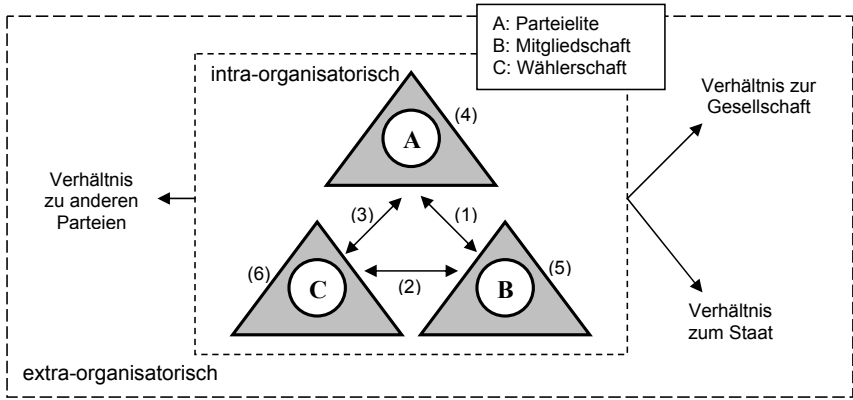 A: Parteielite
B: Mitgliedschaft
C: Wählerschaft
intra-organisatorisch
Verhältnis zur
Gesellschaft
A
(4)
Verhältnis
zu anderen
Parteien
(3)
(1)
(6)
C
(2)
B
(5)
Verhältnis
zum Staat
extra-organisatorisch